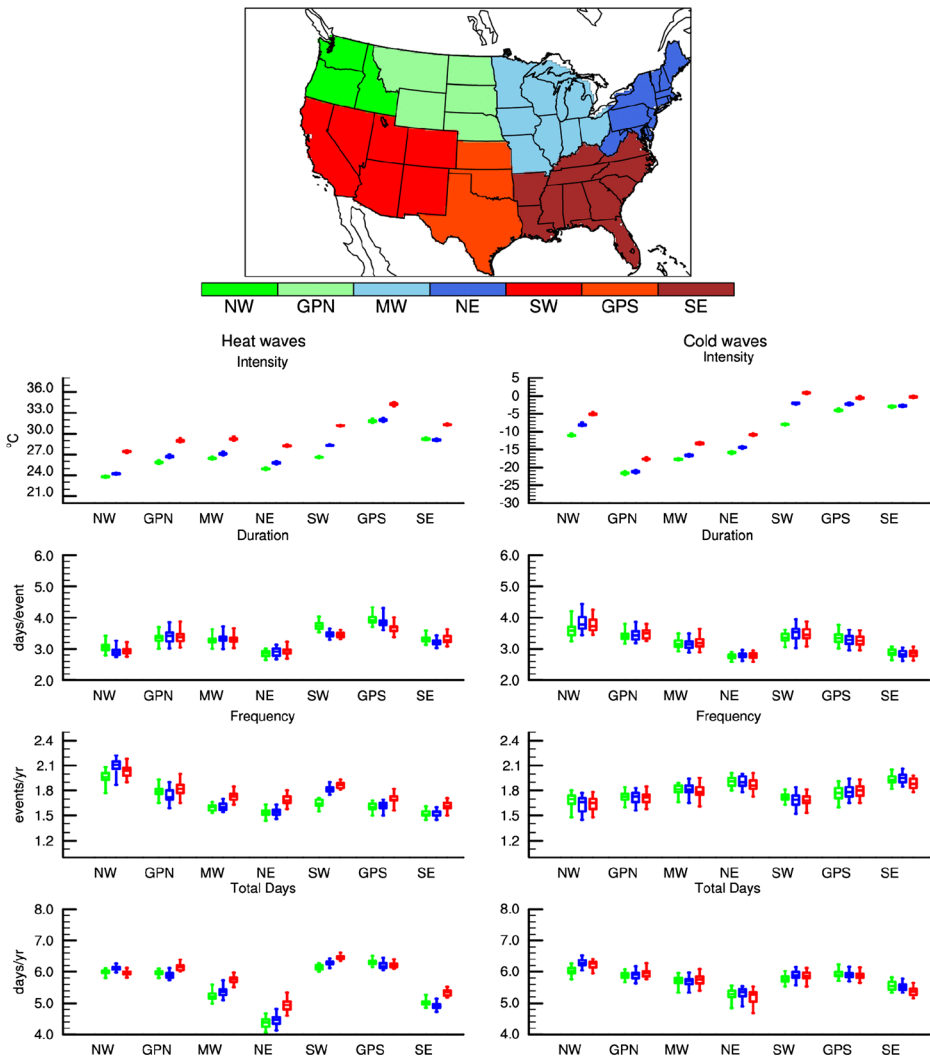 NW GPN MW NE SW GPS SE
Heat waves
Intensity
°C
36.0
33.0
30.0
27.0
24.0
21.0
NW GPN MW NE SW GPS SE
Cold waves
Intensity
5
0
-5
-10
-15
-20
-25
-30
NW GPN MW NE SW GPS SE
Duration
days/event
6.0
5.0
4.0
3.0
2.0
NW GPN MW NE SW GPS SE
Duration
6.0
5.0
4.0
3.0
2.0
NW GPN MW NE SW GPS SE
Frequency
events/yr
2.4
2.1
1.8
1.5
1.2
NW GPN MW NE SW GPS SE
Frequency
2.4
2.1
1.8
1.5
1.2
NW GPN MW NE SW GPS SE
Total Days
days/yr
8.0
7.0
6.0
5.0
4.0
NW GPN MW NE SW GPS SE
Total Days
8.0
7.0
6.0
5.0
4.0
NW GPN MW NE SW GPS SE